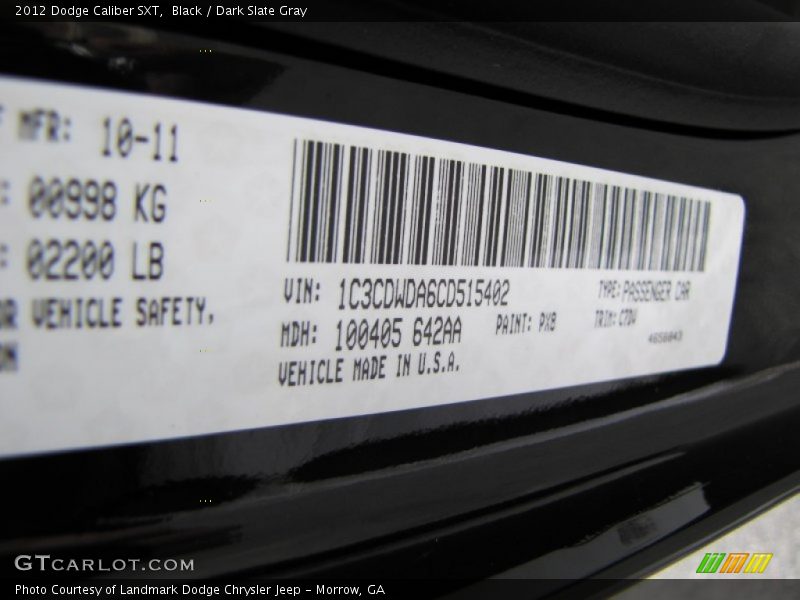 2012 Dodge Caliber SXT, Black / Dark Slate Gray
MFR: 10-11
00998 KG
02200 LB
VEHICLE SAFETY,
VIN: 1C3CDWDA6CD515402
TYPE: PASSENGER CAR
MDH: 100405 642AA
PAINT: PX8
TRIM: C7DV
VEHICLE MADE IN U.S.A.
4656843
GTCARLOT.COM
Photo Courtesy of Landmark Dodge Chrysler Jeep - Morrow, GA